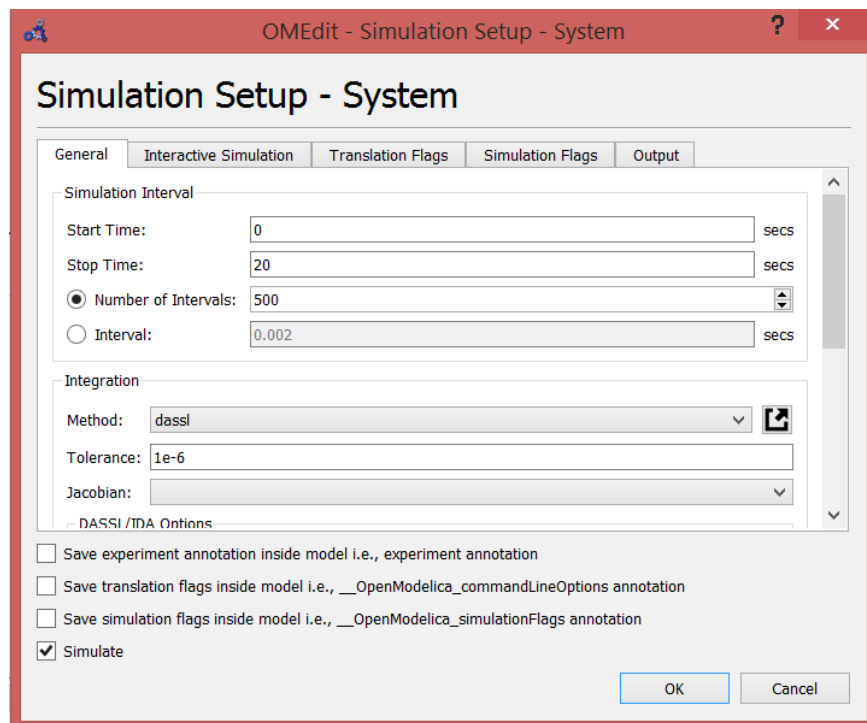 OMEdit - Simulation Setup - System ? ×
Simulation Setup - System
General Interactive Simulation Translation Flags Simulation Flags Output
Simulation Interval
Start Time: 0 secs
Stop Time: 20 secs
Number of Intervals: 500
Interval: 0.002 secs
Integration
Method: dassl
Tolerance: 1e-6
Jacobian:
DASSL/IDA Options
Save experiment annotation inside model i.e., experiment annotation
Save translation flags inside model i.e., __OpenModelica_commandLineOptions annotation
Save simulation flags inside model i.e., __OpenModelica_simulationFlags annotation
Simulate
OK Cancel